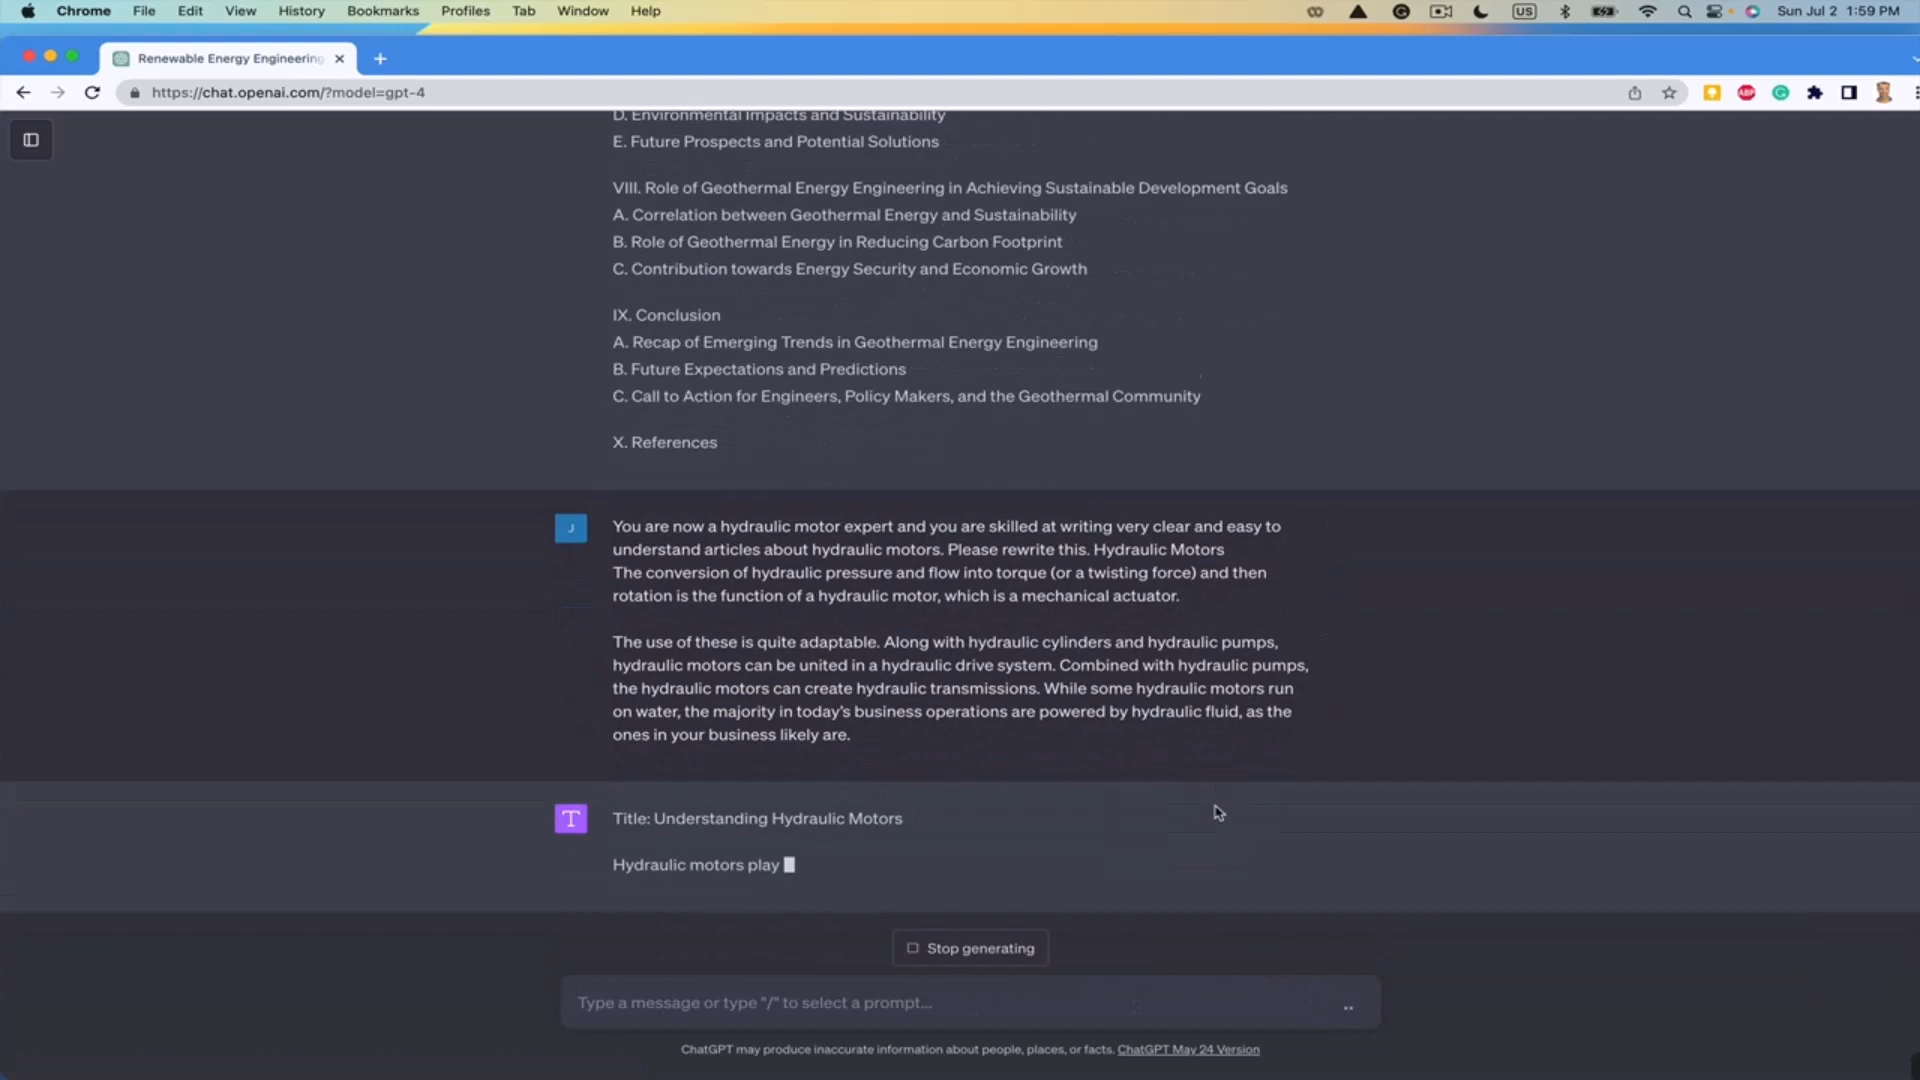 Chrome File Edit View History Bookmarks Profiles Tab Window Help US Sun Jul 2 1:59 PM
Renewable Energy Engineering
https://chat.openai.com/?model=gpt-4
ABP
D. Environmental Impacts and Sustainability
E. Future Prospects and Potential Solutions
VIII. Role of Geothermal Energy Engineering in Achieving Sustainable Development Goals
A. Correlation between Geothermal Energy and Sustainability
B. Role of Geothermal Energy in Reducing Carbon Footprint
C. Contribution towards Energy Security and Economic Growth
IX. Conclusion
A. Recap of Emerging Trends in Geothermal Energy Engineering
B. Future Expectations and Predictions
C. Call to Action for Engineers, Policy Makers, and the Geothermal Community
X. References
J
You are now a hydraulic motor expert and you are skilled at writing very clear and easy to
understand articles about hydraulic motors. Please rewrite this. Hydraulic Motors
The conversion of hydraulic pressure and flow into torque (or a twisting force) and then
rotation is the function of a hydraulic motor, which is a mechanical actuator.
The use of these is quite adaptable. Along with hydraulic cylinders and hydraulic pumps,
hydraulic motors can be united in a hydraulic drive system. Combined with hydraulic pumps,
the hydraulic motors can create hydraulic transmissions. While some hydraulic motors run
on water, the majority in today's business operations are powered by hydraulic fluid, as the
ones in your business likely are.
T
Title: Understanding Hydraulic Motors
Hydraulic motors play
Stop generating
Type a message or type "/" to select a prompt...
ChatGPT may produce inaccurate information about people, places, or facts. ChatGPT May 24 Version